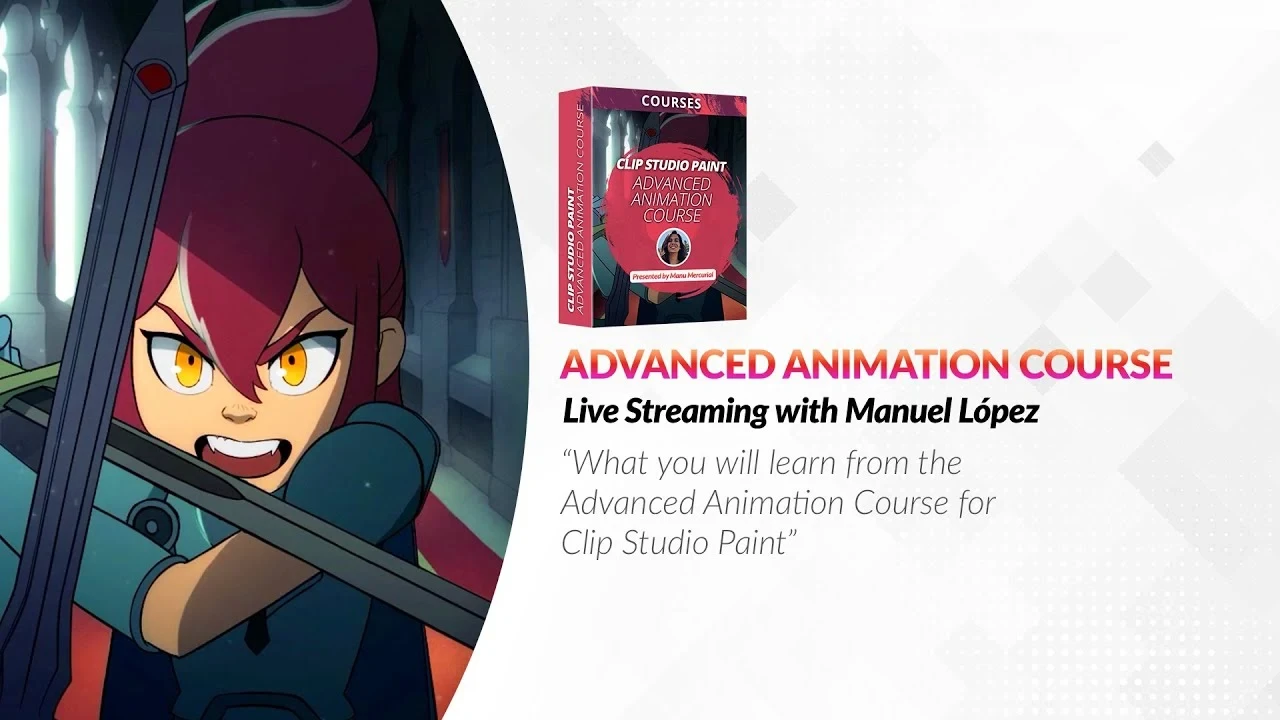 COURSES
CLIP STUDIO PAINT
ADVANCED ANIMATION COURSE
CLIP STUDIO PAINT
ADVANCED
ANIMATION
COURSE
Presented by Manu Mercurial
ADVANCED ANIMATION COURSE
Live Streaming with Manuel López
“What you will learn from the
Advanced Animation Course for
Clip Studio Paint”